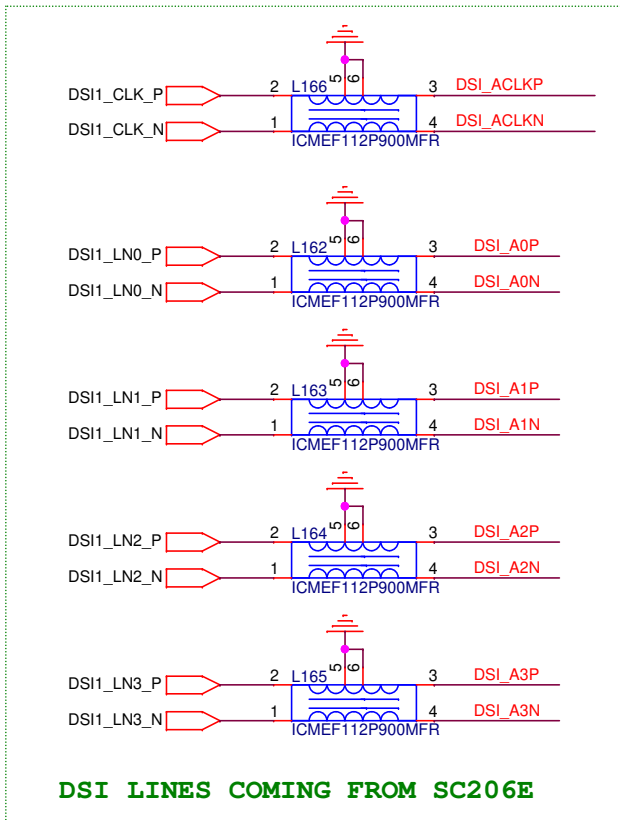 5 6
DSI1_CLK_P 2 L166 3 DSI_ACLKP
DSI1_CLK_N 1 4 DSI_ACLKN
ICMEF112P900MFR
5 6
DSI1_LN0_P 2 L162 3 DSI_A0P
DSI1_LN0_N 1 4 DSI_A0N
ICMEF112P900MFR
5 6
DSI1_LN1_P 2 L163 3 DSI_A1P
DSI1_LN1_N 1 4 DSI_A1N
ICMEF112P900MFR
5 6
DSI1_LN2_P 2 L164 3 DSI_A2P
DSI1_LN2_N 1 4 DSI_A2N
ICMEF112P900MFR
5 6
DSI1_LN3_P 2 L165 3 DSI_A3P
DSI1_LN3_N 1 4 DSI_A3N
ICMEF112P900MFR
DSI LINES COMING FROM SC206E